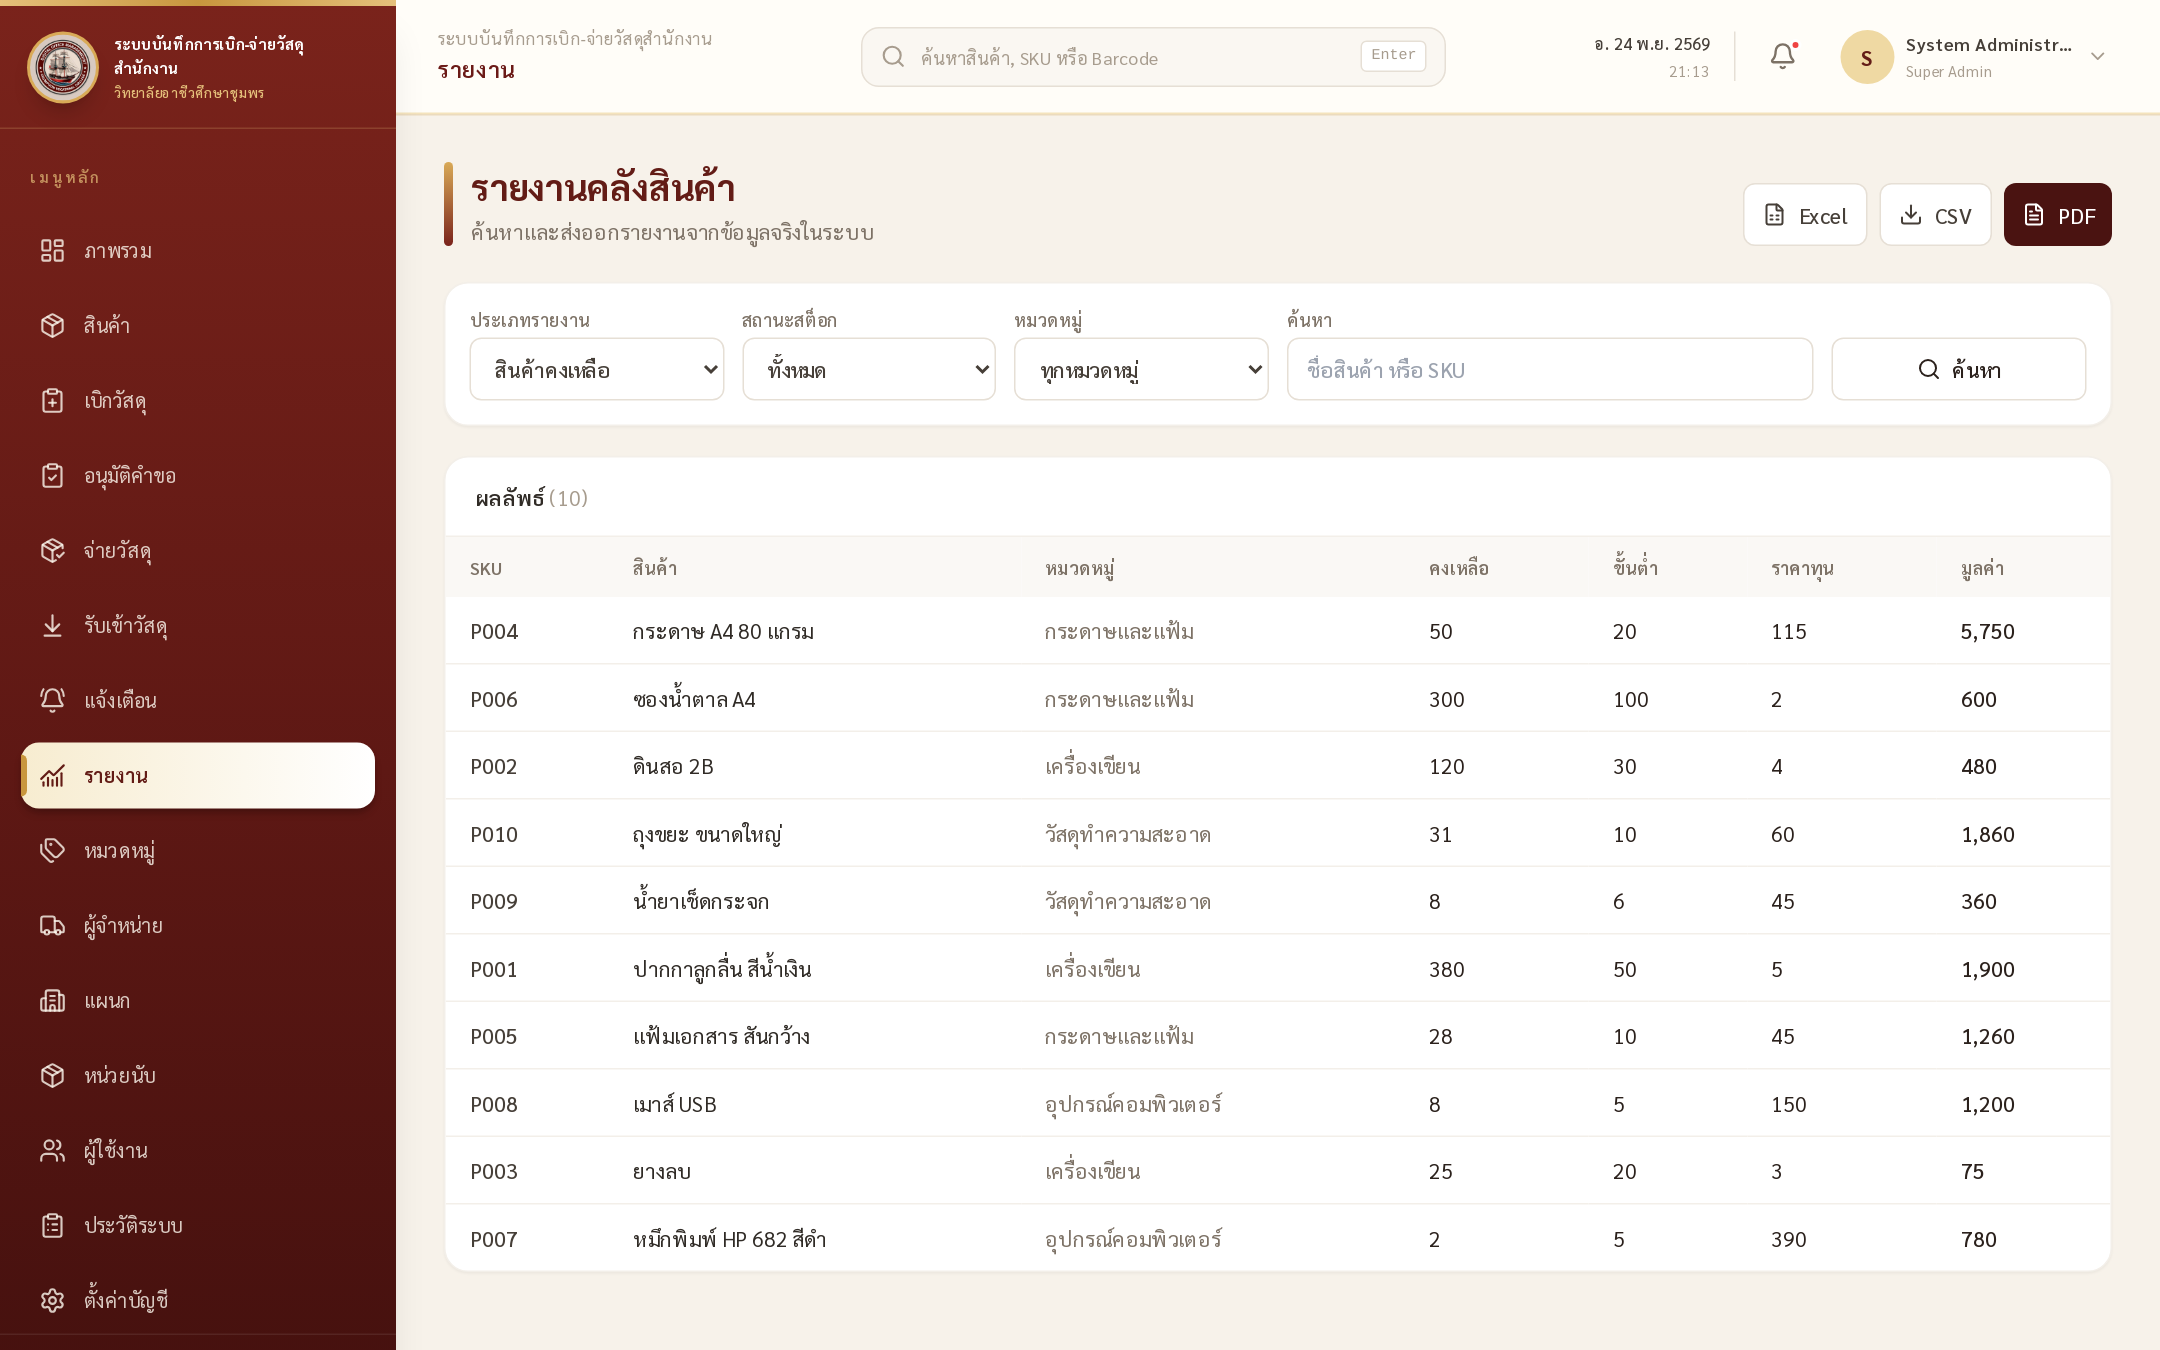 ระบบบันทึกการเบิก-จ่ายวัสดุ
สำนักงาน
วิทยาลัยอาชีวศึกษาชุมพร
เมนูหลัก
ภาพรวม
สินค้า
เบิกวัสดุ
อนุมัติคำขอ
จ่ายวัสดุ
รับเข้าวัสดุ
แจ้งเตือน
รายงาน
หมวดหมู่
ผู้จำหน่าย
แผนก
หน่วยนับ
ผู้ใช้งาน
ประวัติระบบ
ตั้งค่าบัญชี
ระบบบันทึกการเบิก-จ่ายวัสดุสำนักงาน
รายงาน
ค้นหาสินค้า, SKU หรือ Barcode Enter
อ. 24 พ.ย. 2569
21:13
S
System Administr...
Super Admin
รายงานคลังสินค้า
ค้นหาและส่งออกรายงานจากข้อมูลจริงในระบบ
Excel CSV PDF
ประเภทรายงาน สถานะสต็อก หมวดหมู่ ค้นหา
สินค้าคงเหลือ ทั้งหมด ทุกหมวดหมู่ ชื่อสินค้า หรือ SKU ค้นหา
ผลลัพธ์ (10)
SKU สินค้า หมวดหมู่ คงเหลือ ขั้นต่ำ ราคาทุน มูลค่า
P004 กระดาษ A4 80 แกรม กระดาษและแฟ้ม 50 20 115 5,750
P006 ซองน้ำตาล A4 กระดาษและแฟ้ม 300 100 2 600
P002 ดินสอ 2B เครื่องเขียน 120 30 4 480
P010 ถุงขยะ ขนาดใหญ่ วัสดุทำความสะอาด 31 10 60 1,860
P009 น้ำยาเช็ดกระจก วัสดุทำความสะอาด 8 6 45 360
P001 ปากกาลูกลื่น สีน้ำเงิน เครื่องเขียน 380 50 5 1,900
P005 แฟ้มเอกสาร สันกว้าง กระดาษและแฟ้ม 28 10 45 1,260
P008 เมาส์ USB อุปกรณ์คอมพิวเตอร์ 8 5 150 1,200
P003 ยางลบ เครื่องเขียน 25 20 3 75
P007 หมึกพิมพ์ HP 682 สีดำ อุปกรณ์คอมพิวเตอร์ 2 5 390 780